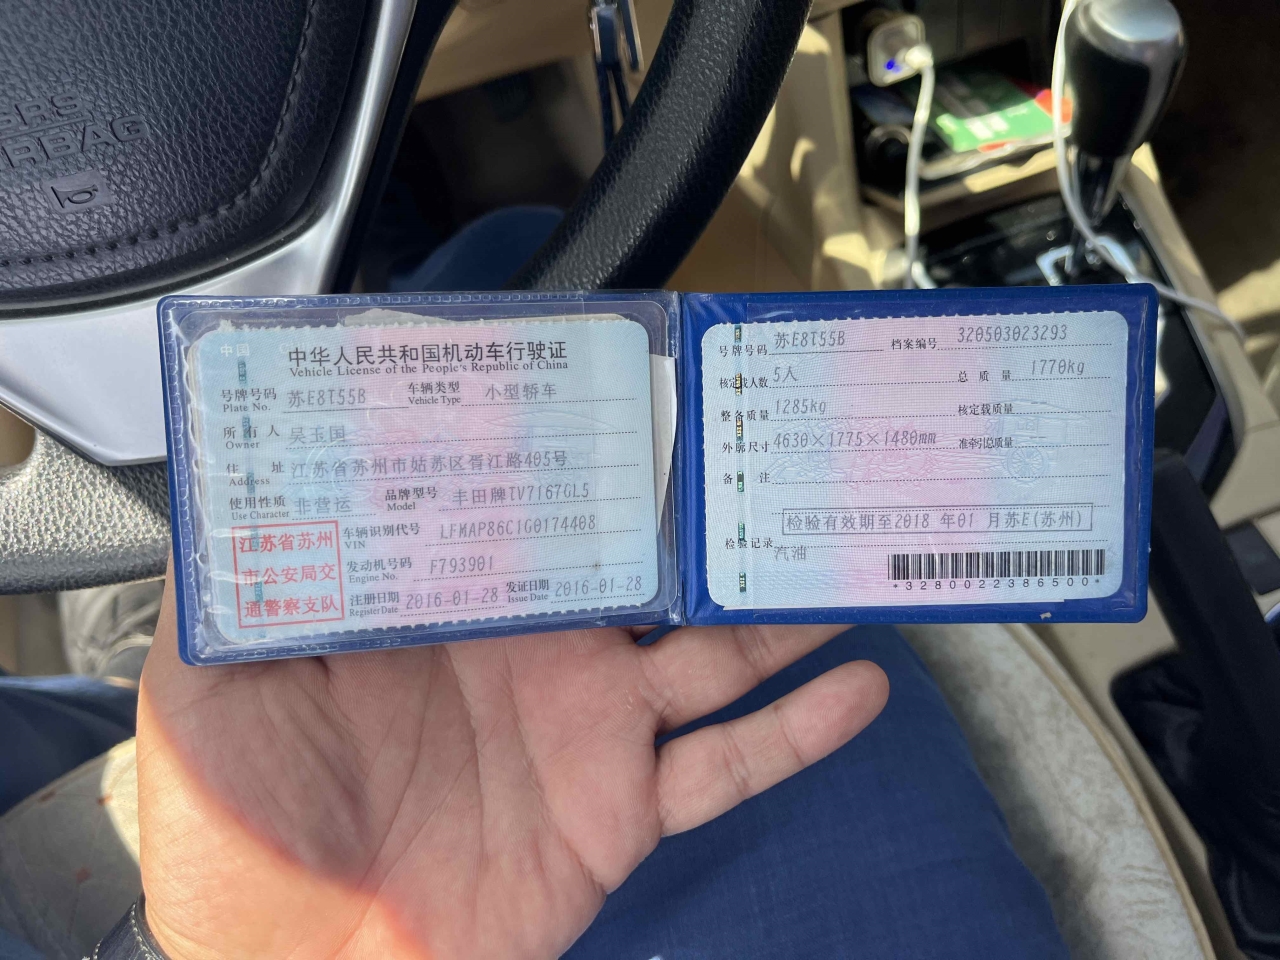 SRS
AIRBAG
中国
中华人民共和国机动车行驶证
Vehicle License of the People's Republic of China
号牌号码 苏E8T55B 车辆类型 小型轿车
Plate No. Vehicle Type
所有人 吴玉国
Owner
住 址 江苏省苏州市姑苏区胥江路405号
Address
使用性质 非营运 品牌型号 丰田牌TV7167GL5
Use Character Model
江苏省苏州
市公安局交
通警察支队
车辆识别代号 LFMAP86C1G0174408
VIN
发动机号码 F793901
Engine No.
注册日期 2016-01-28 发证日期 2016-01-28
Register Date Issue Date
号牌号码 苏E8T55B 档案编号 320503023293
核定载人数 5人 总质量 1770kg
整备质量 1285kg 核定载质量 --
外廓尺寸 4630×1775×1480mm 准牵引总质量 --
备 注
检验有效期至2018 年01 月苏E(苏州)
检验记录
汽油
*3280022386500*